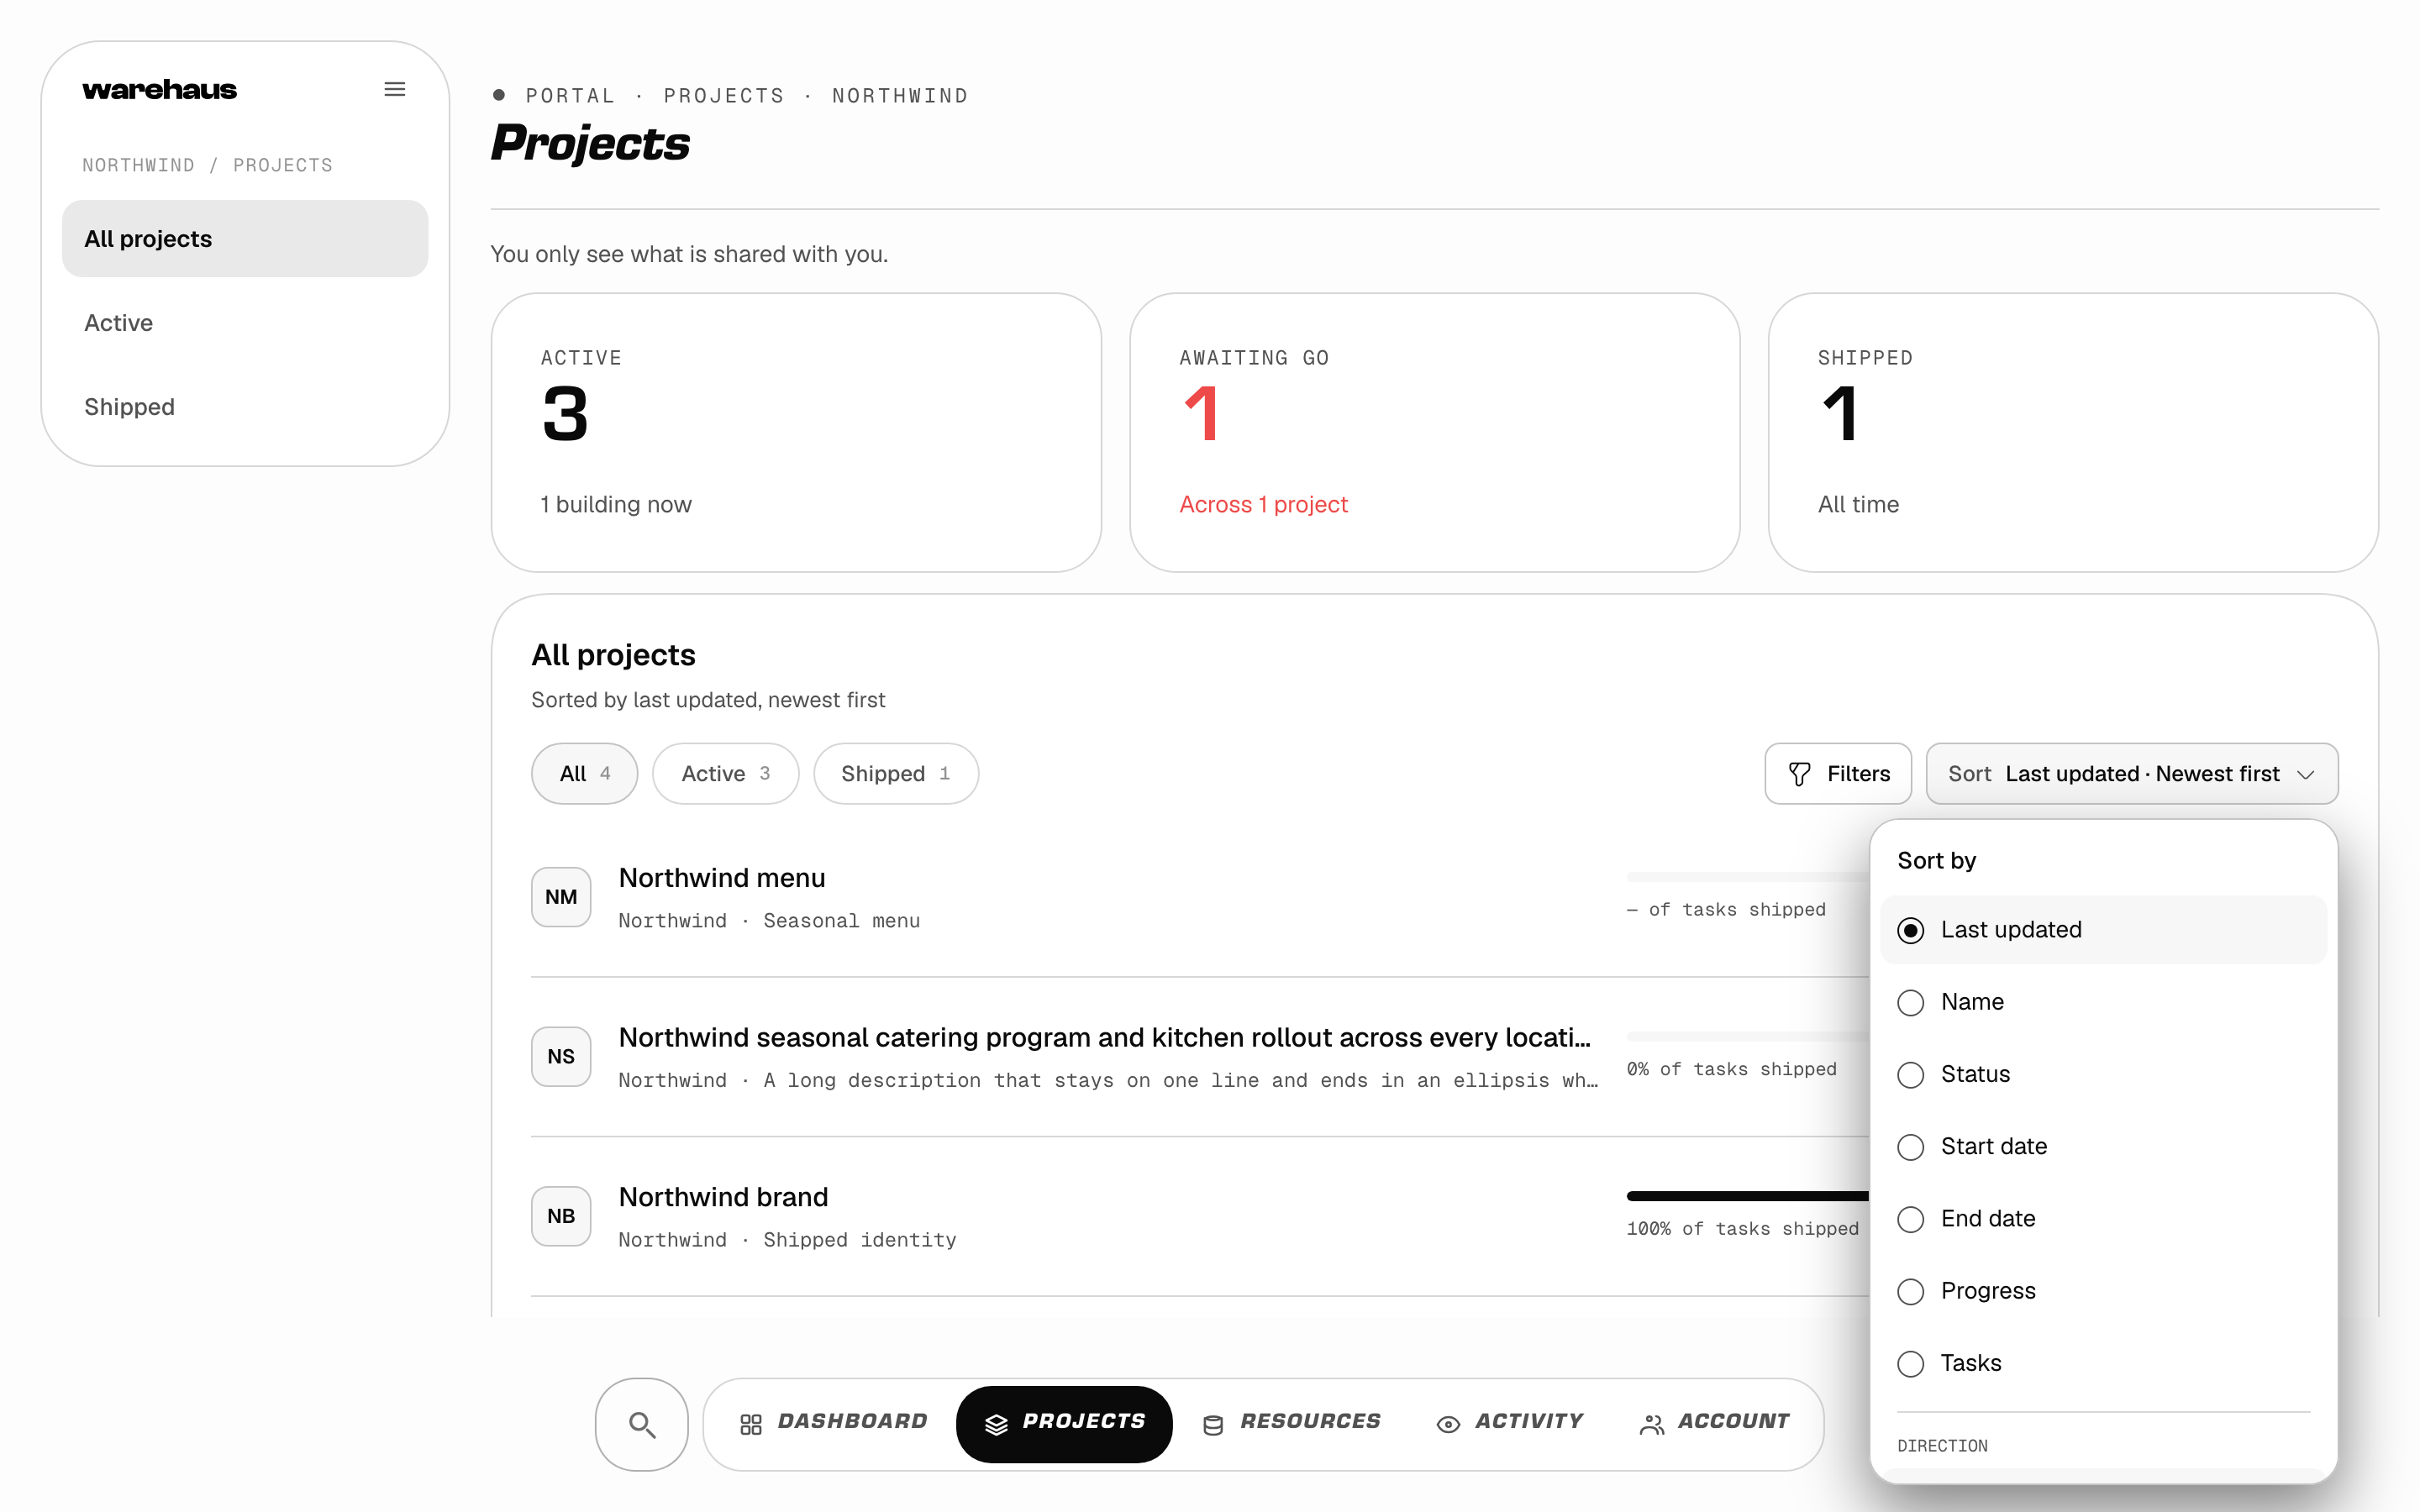 warehaus
NORTHWIND / PROJECTS
All projects
Active
Shipped
PORTAL · PROJECTS · NORTHWIND
Projects
You only see what is shared with you.
ACTIVE
3
1 building now
AWAITING GO
1
Across 1 project
SHIPPED
1
All time
All projects
Sorted by last updated, newest first
All 4
Active 3
Shipped 1
Filters
Sort Last updated · Newest first
NM
Northwind menu
Northwind · Seasonal menu
— of tasks shipped
NS
Northwind seasonal catering program and kitchen rollout across every locati…
Northwind · A long description that stays on one line and ends in an ellipsis wh…
0% of tasks shipped
NB
Northwind brand
Northwind · Shipped identity
100% of tasks shipped
Sort by
Last updated
Name
Status
Start date
End date
Progress
Tasks
DIRECTION
DASHBOARD
PROJECTS
RESOURCES
ACTIVITY
ACCOUNT